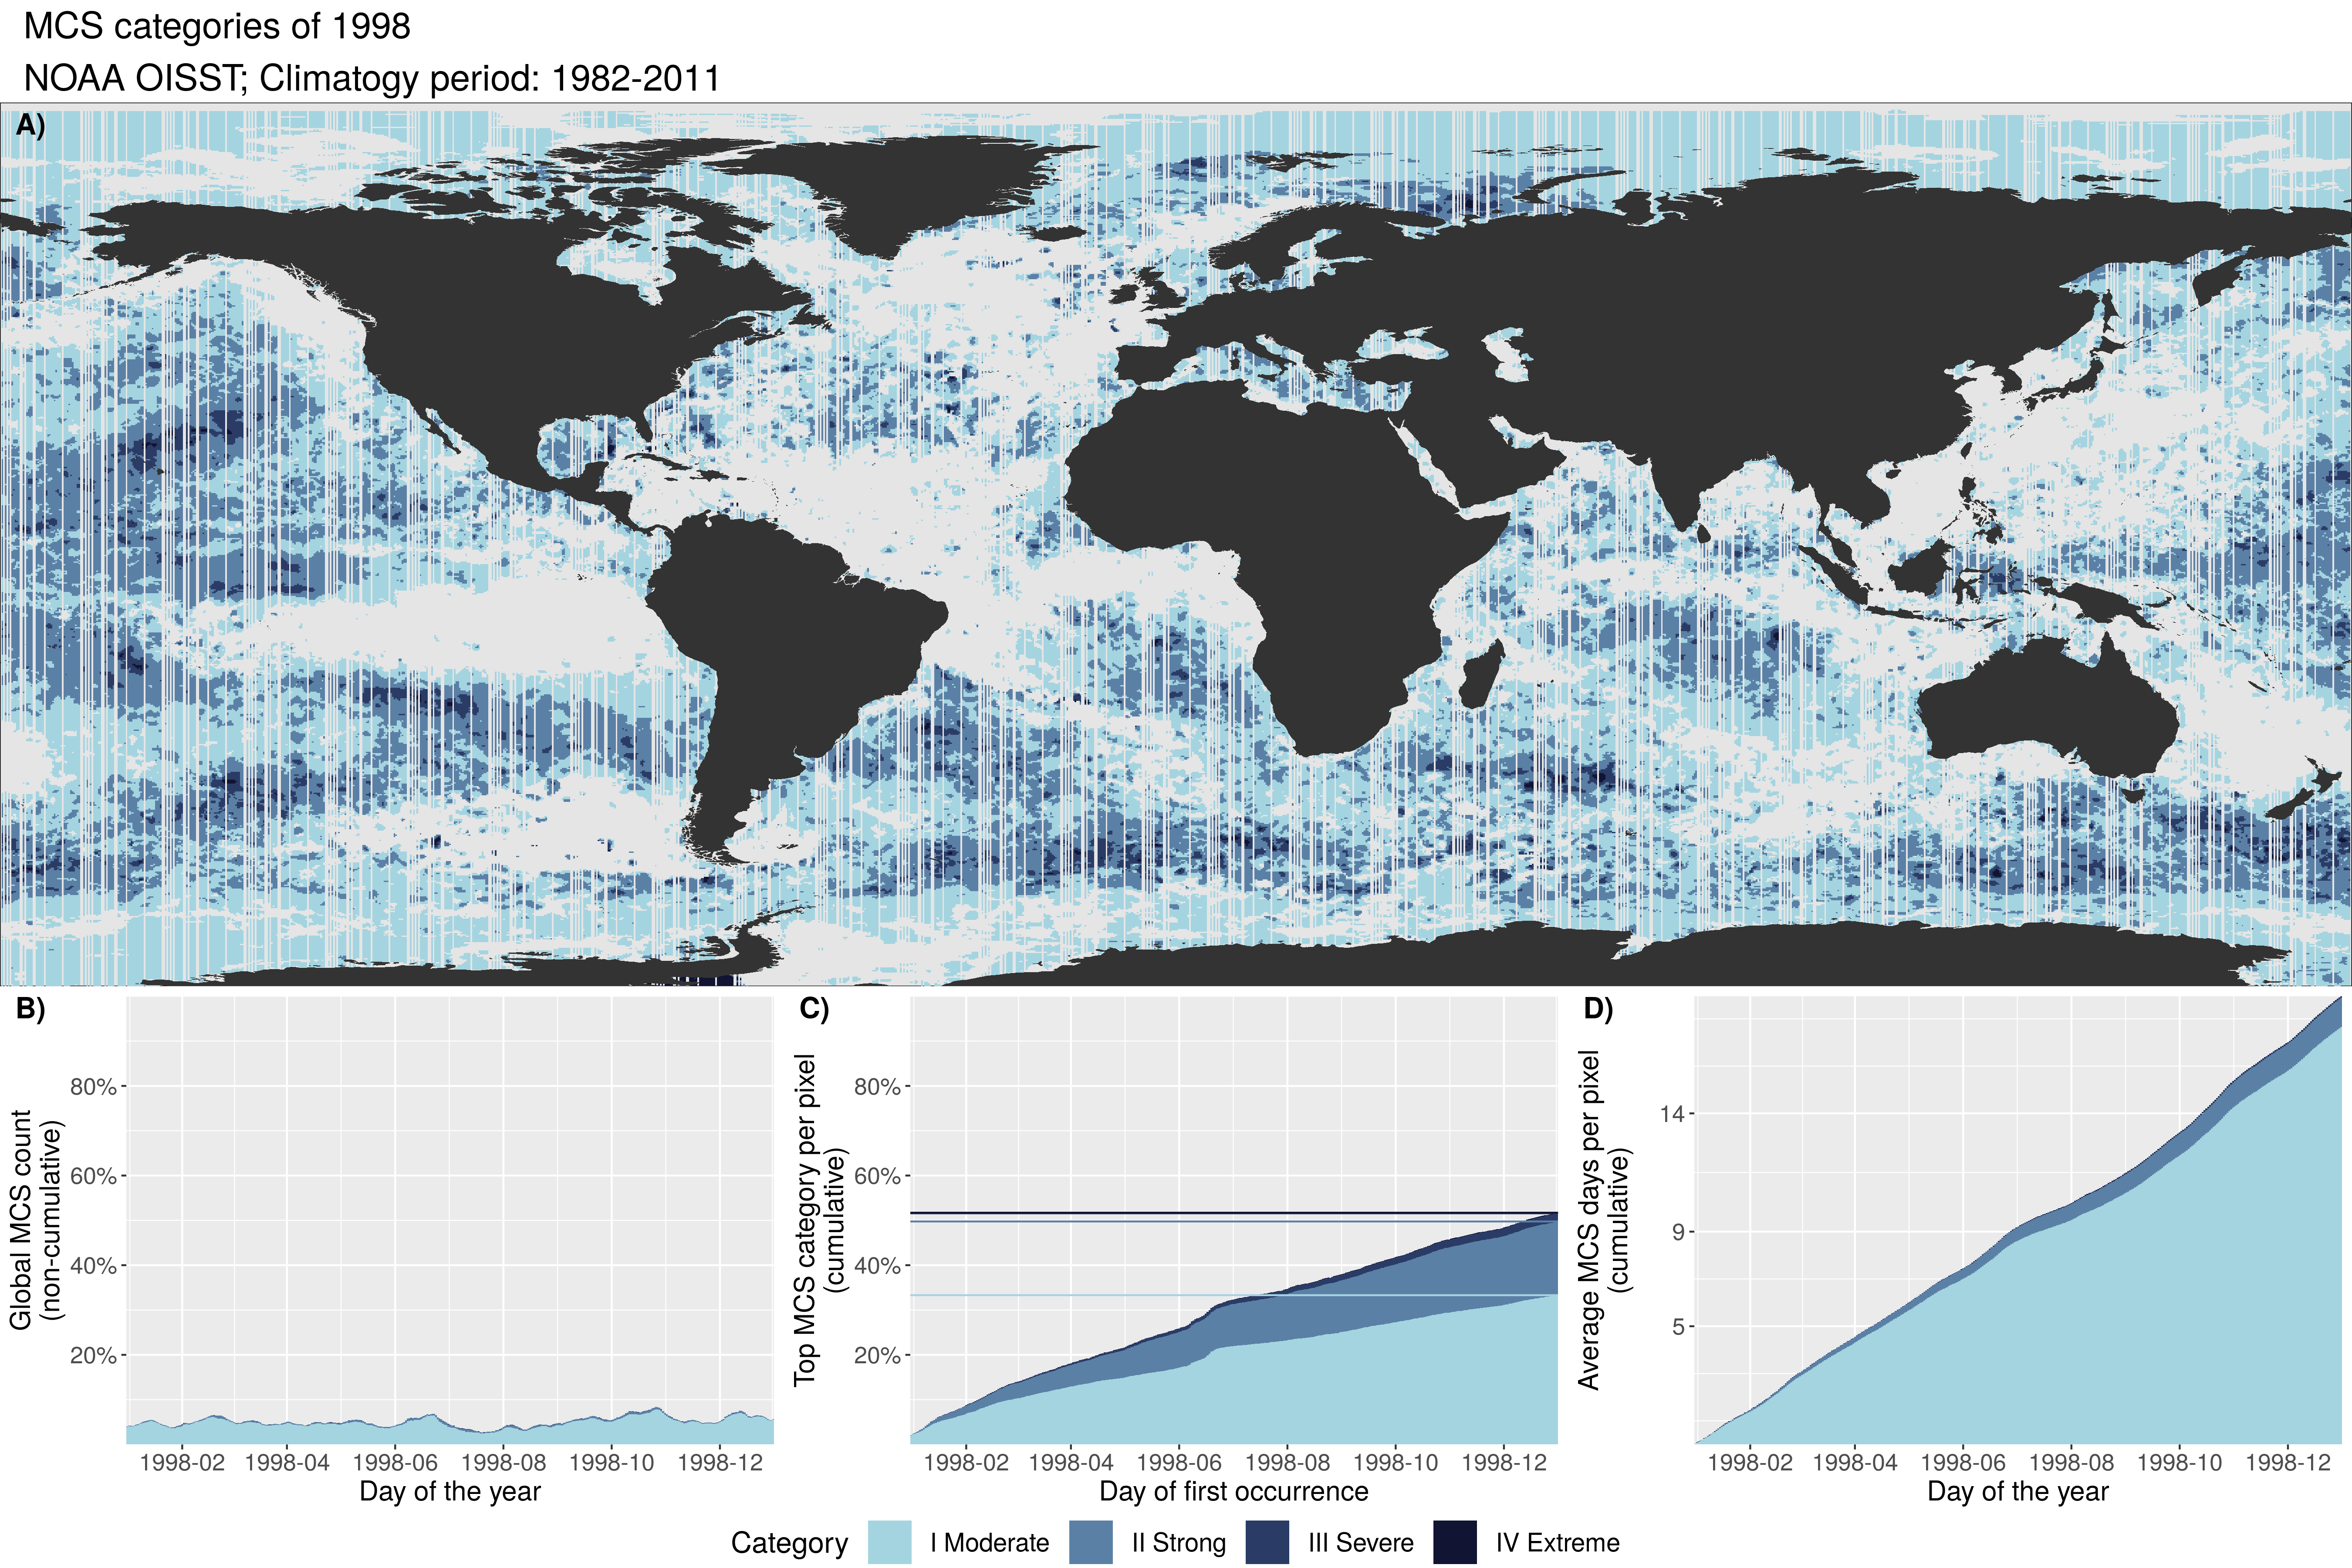 MCS categories of 1998
NOAA OISST; Climatogy period: 1982-2011
A)
B)
Global MCS count
(non-cumulative)
80%
60%
40%
20%
1998-02 1998-04 1998-06 1998-08 1998-10 1998-12
Day of the year
C)
Top MCS category per pixel
(cumulative)
80%
60%
40%
20%
1998-02 1998-04 1998-06 1998-08 1998-10 1998-12
Day of first occurrence
D)
Average MCS days per pixel
(cumulative)
14
9
5
1998-02 1998-04 1998-06 1998-08 1998-10 1998-12
Day of the year
Category I Moderate II Strong III Severe IV Extreme